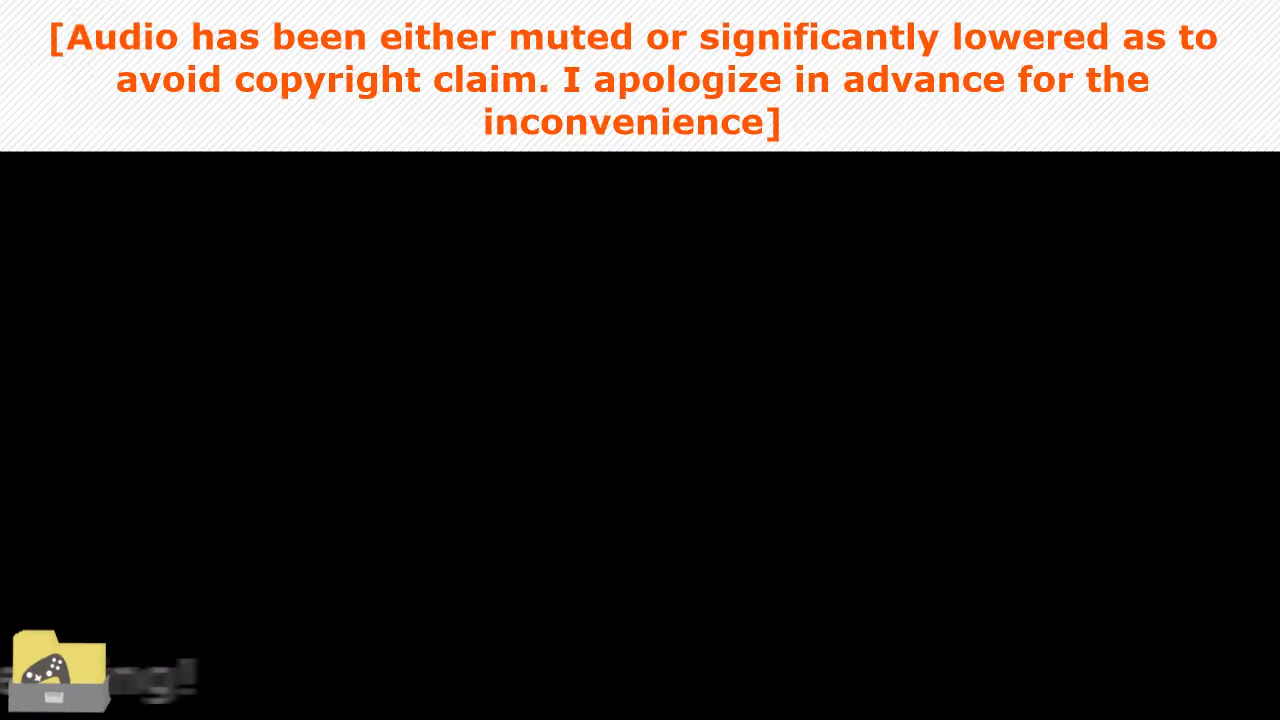 [Audio has been either muted or significantly lowered as to
avoid copyright claim. I apologize in advance for the
inconvenience]